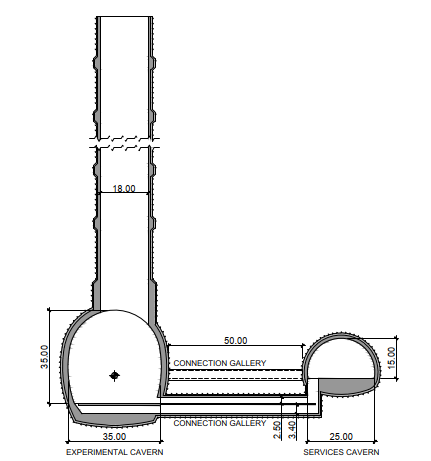 18.00
50.00
CONNECTION GALLERY
35.00
15.00
2.50
3.40
CONNECTION GALLERY
35.00
25.00
EXPERIMENTAL CAVERN
SERVICES CAVERN